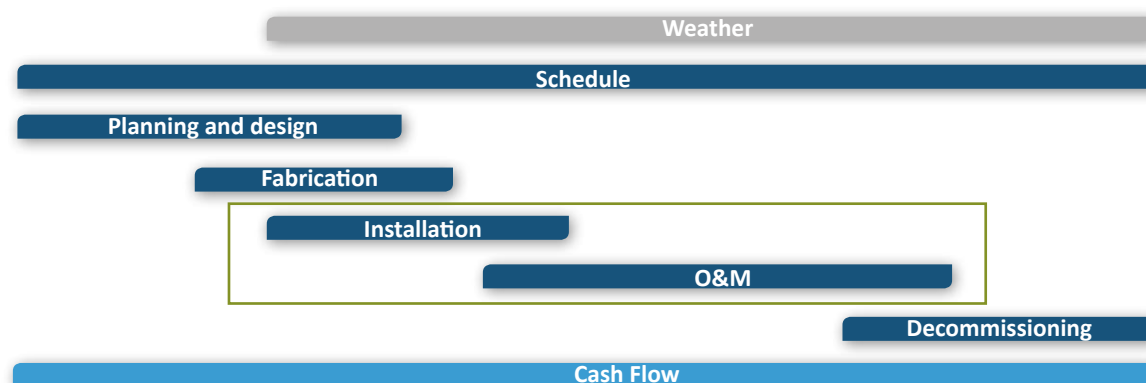 Weather
Schedule
Planning and design
Fabrication
Installation
O&M
Decommissioning
Cash Flow